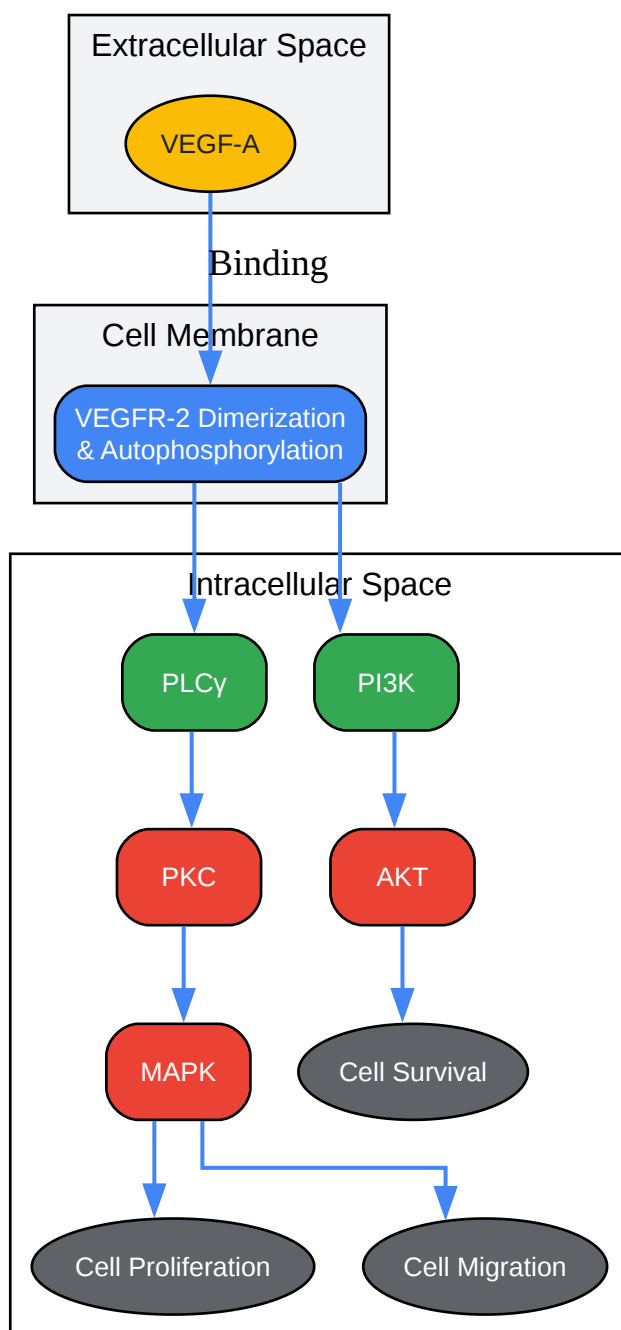 Extracellular Space
VEGF-A
Binding
Cell Membrane
VEGFR-2 Dimerization
& Autophosphorylation
Intracellular Space
PLCγ
PI3K
PKC
AKT
MAPK
Cell Survival
Cell Proliferation
Cell Migration